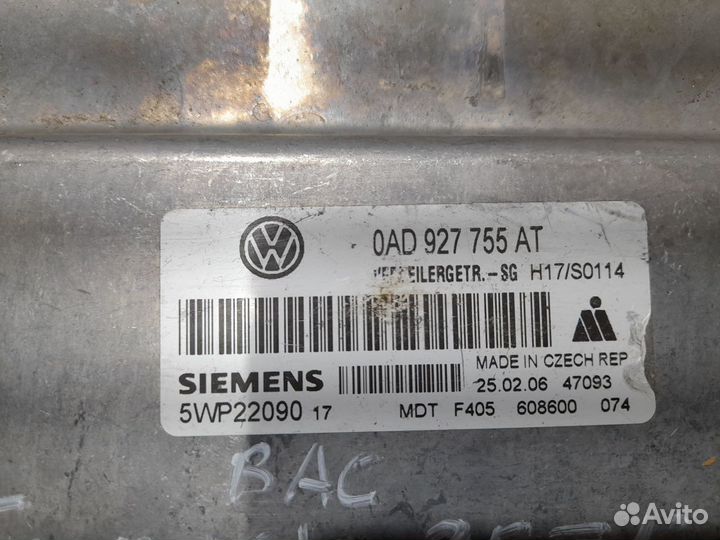 0AD 927 755 AT
VERTEILERGETR.-SG H17/S0114
MADE IN CZECH REP
SIEMENS 25.02.06 47093
5WP22090 17 MDT F405 608600 074
BAC
Avito